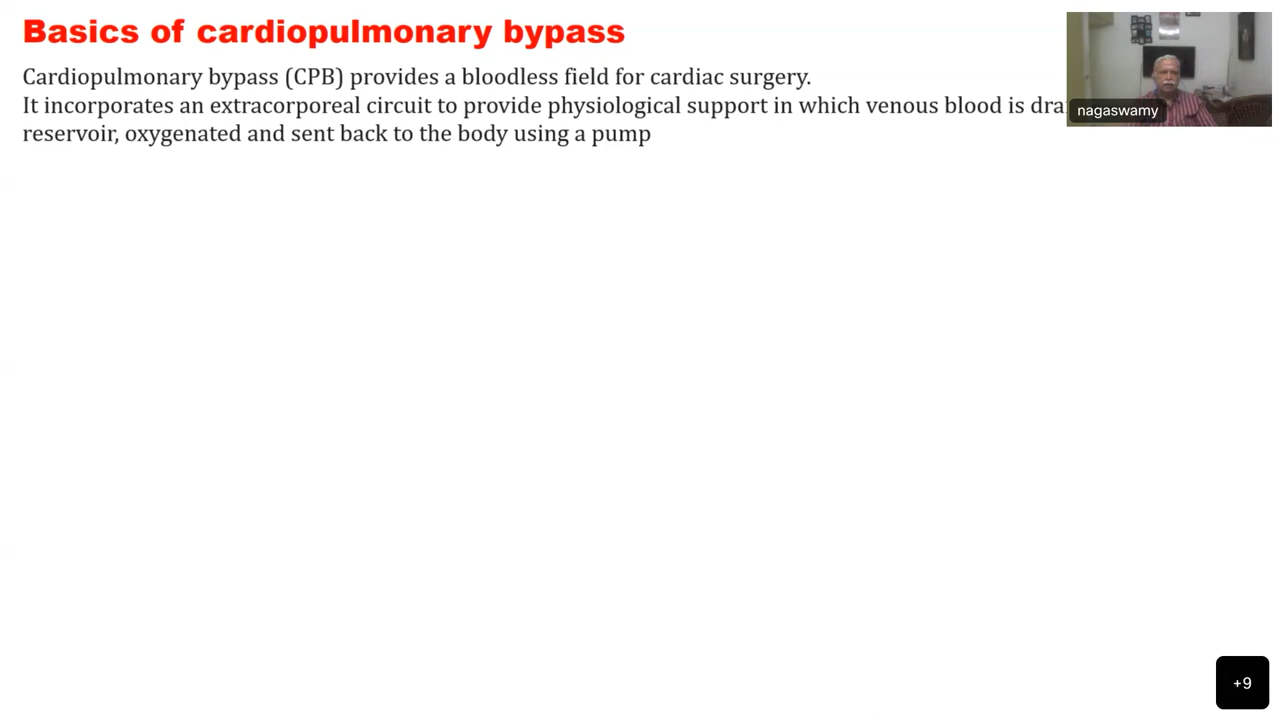 Basics of cardiopulmonary bypass
Cardiopulmonary bypass (CPB) provides a bloodless field for cardiac surgery.
It incorporates an extracorporeal circuit to provide physiological support in which venous blood is
reservoir, oxygenated and sent back to the body using a pump
nagaswamy
+9